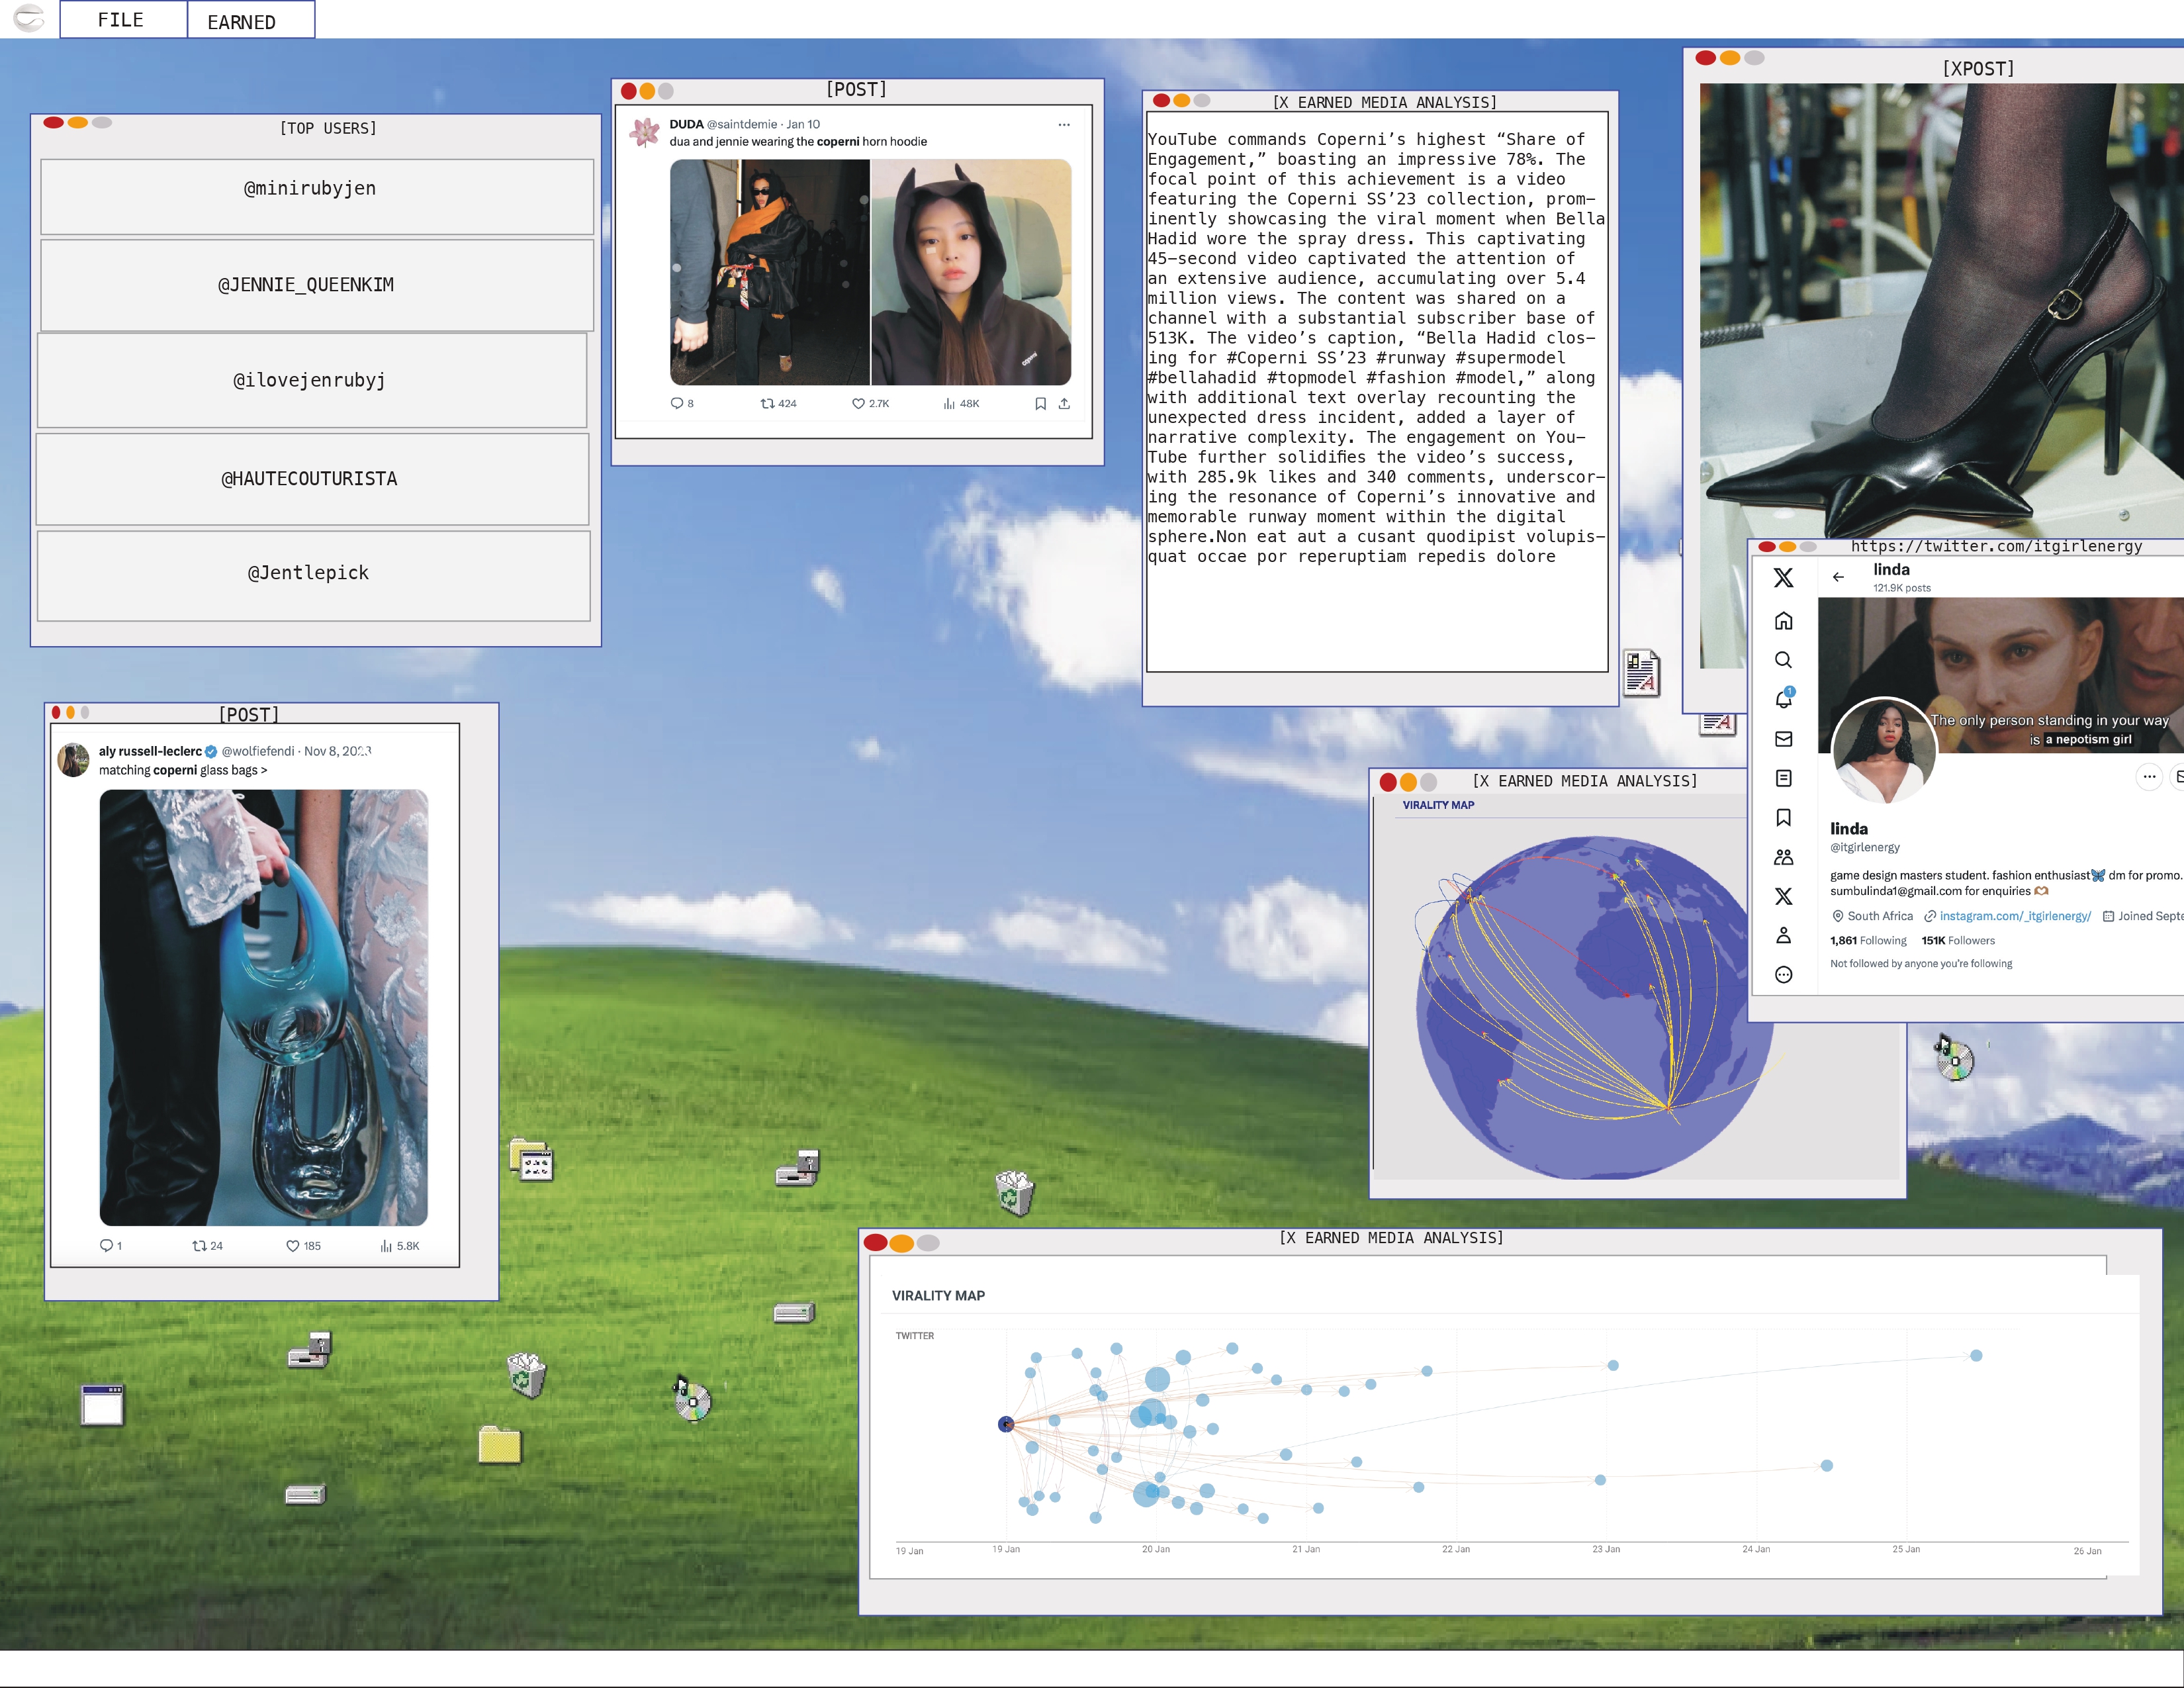 FILE
EARNED
[TOP USERS]
@minirubyjen
@JENNIE_QUEENKIM
@ilovejenrubyj
@HAUTECOUTURISTA
@Jentlepick
[POST]
DUDA @saintdemie · Jan 10
dua and jennie wearing the coperni horn hoodie
coperni
8 424 2.7K 48K
[X EARNED MEDIA ANALYSIS]
YouTube commands Coperni’s highest “Share of
Engagement,” boasting an impressive 78%. The
focal point of this achievement is a video
featuring the Coperni SS’23 collection, prom-
inently showcasing the viral moment when Bella
Hadid wore the spray dress. This captivating
45-second video captivated the attention of
an extensive audience, accumulating over 5.4
million views. The content was shared on a
channel with a substantial subscriber base of
513K. The video’s caption, “Bella Hadid clos-
ing for #Coperni SS’23 #runway #supermodel
#bellahadid #topmodel #fashion #model,” along
with additional text overlay recounting the
unexpected dress incident, added a layer of
narrative complexity. The engagement on You-
Tube further solidifies the video’s success,
with 285.9k likes and 340 comments, underscor-
ing the resonance of Coperni’s innovative and
memorable runway moment within the digital
sphere.Non eat aut a cusant quodipist volupis-
quat occae por reperuptiam repedis dolore
[XPOST]
https://twitter.com/itgirlenergy
linda
121.9K posts
1
The only person standing in your way
is a nepotism girl
linda
@itgirlenergy
game design masters student. fashion enthusiast🦋 dm for promo.
sumbulinda1@gmail.com for enquiries 🫶🏽
South Africa instagram.com/_itgirlenergy/ Joined Septe
1,861 Following 151K Followers
Not followed by anyone you’re following
[POST]
aly russell-leclerc @wolfiefendi · Nov 8, 2023
matching coperni glass bags >
1 24 185 5.8K
[X EARNED MEDIA ANALYSIS]
VIRALITY MAP
[X EARNED MEDIA ANALYSIS]
VIRALITY MAP
TWITTER
19 Jan 19 Jan 20 Jan 21 Jan 22 Jan 23 Jan 24 Jan 25 Jan 26 Jan